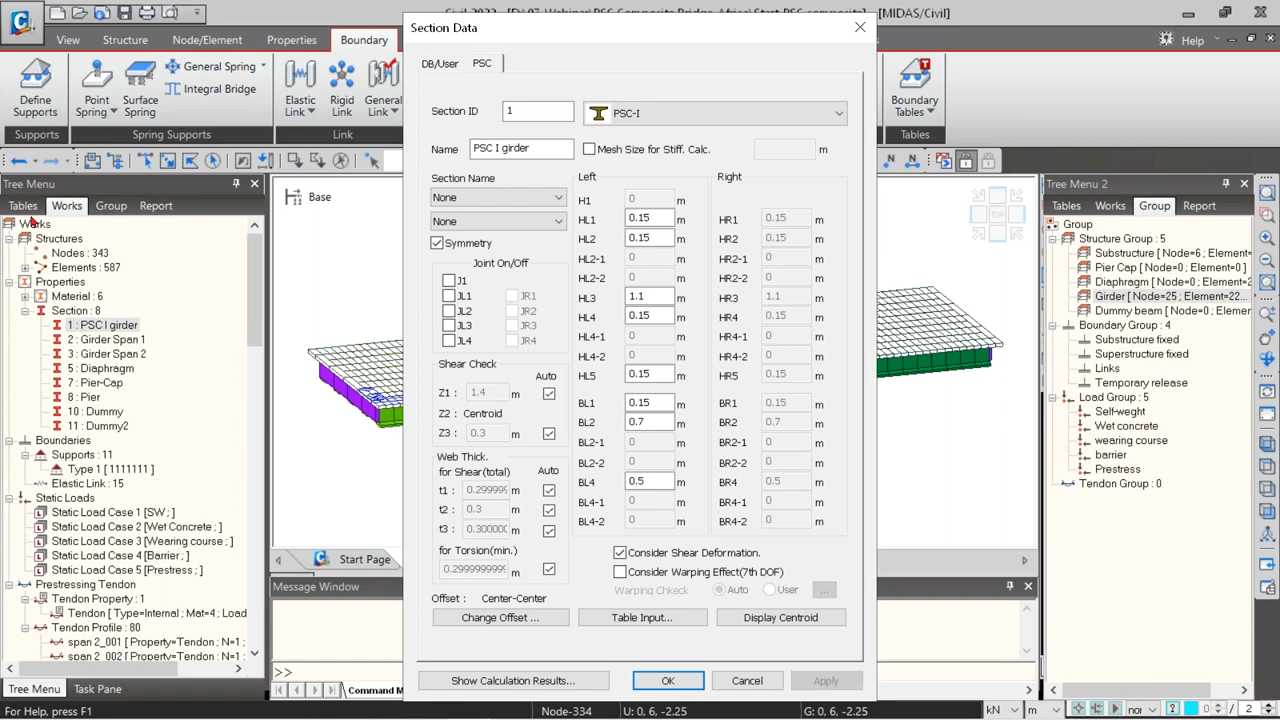 [MIDAS/Civil]
View
Structure
Node/Element
Properties
Boundary
Help
Define
Supports
Supports
Point
Spring
Surface
Spring
General Spring
Integral Bridge
Spring Supports
Elastic
Link
Rigid
Link
General
Link
Link
Boundary
Tables
Tables
Tree Menu
Tables
Works
Group
Report
Works
Structures
Nodes : 343
Elements : 587
Properties
Material : 6
Section : 8
1 : PSC I girder
2 : Girder Span 1
3 : Girder Span 2
5 : Diaphragm
7 : Pier-Cap
8 : Pier
10 : Dummy
11 : Dummy2
Boundaries
Supports : 11
Type 1 [ 1111111 ]
Elastic Link : 15
Static Loads
Static Load Case 1 [SW ; ]
Static Load Case 2 [Wet Concrete ; ]
Static Load Case 3 [Wearing course ; ]
Static Load Case 4 [Barrier ; ]
Static Load Case 5 [Prestress ; ]
Prestressing Tendon
Tendon Property : 1
Tendon [ Type=Internal ; Mat=4 ; Load
Tendon Profile : 80
span 2_001 [ Property=Tendon ; N=1 ;
span 2_002 [ Property=Tendon ; N=1 ;
Tree Menu
Task Pane
For Help, press F1
Base
Start Page
Message Window
>>
Command M
Section Data
DB/User
PSC
Section ID
1
PSC-I
Name
PSC I girder
Mesh Size for Stiff. Calc.
m
Section Name
None
None
Symmetry
Joint On/Off
J1
JL1 JR1
JL2 JR2
JL3 JR3
JL4 JR4
Shear Check
Auto
Z1 : 1.4 m
Z2 : Centroid
Z3 : 0.3 m
Web Thick.
for Shear(total) Auto
t1 : 0.299999 m
t2 : 0.3 m
t3 : 0.300000 m
for Torsion(min.)
0.2999999999 m
Offset : Center-Center
Change Offset ...
Left Right
H1 0 m
HL1 0.15 m HR1 0.15 m
HL2 0.15 m HR2 0.15 m
HL2-1 0 m HR2-1 0 m
HL2-2 0 m HR2-2 0 m
HL3 1.1 m HR3 1.1 m
HL4 0.15 m HR4 0.15 m
HL4-1 0 m HR4-1 0 m
HL4-2 0 m HR4-2 0 m
HL5 0.15 m HR5 0.15 m
BL1 0.15 m BR1 0.15 m
BL2 0.7 m BR2 0.7 m
BL2-1 0 m BR2-1 0 m
BL2-2 0 m BR2-2 0 m
BL4 0.5 m BR4 0.5 m
BL4-1 0 m BR4-1 0 m
BL4-2 0 m BR4-2 0 m
Consider Shear Deformation.
Consider Warping Effect(7th DOF)
Warping Chkeck Auto User ...
Table Input...
Display Centroid
Show Calculation Results...
OK
Cancel
Apply
Tree Menu 2
Tables
Works
Group
Report
Group
Structure Group : 5
Substructure [ Node=6 ; Element=
Pier Cap [ Node=0 ; Element=0 ]
Diaphragm [ Node=0 ; Element=
Girder [ Node=25 ; Element=22...
Dummy beam [ Node=0 ; Elemen
Boundary Group : 4
Substructure fixed
Superstructure fixed
Links
Temporary release
Load Group : 5
Self-weght
Wet concrete
wearing course
barrier
Prestress
Tendon Group : 0
Node-334
U: 0, 6, -2.25
G: 0, 6, -2.25
kN
m
nor
0
/ 2